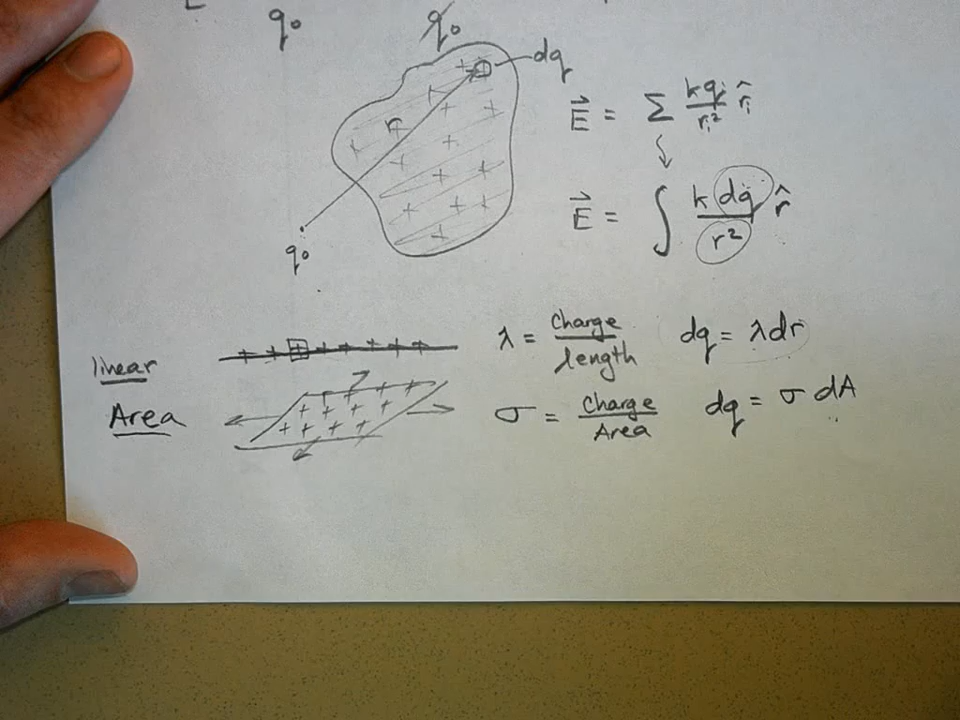 q₀ q₀
dq
r
q₀
E⃗ = Σ kqᵢ/rᵢ² r̂ᵢ
E⃗ = ∫ k dq/r² r̂
linear λ = charge/length dq = λdr
Area σ = Charge/Area dq = σ dA